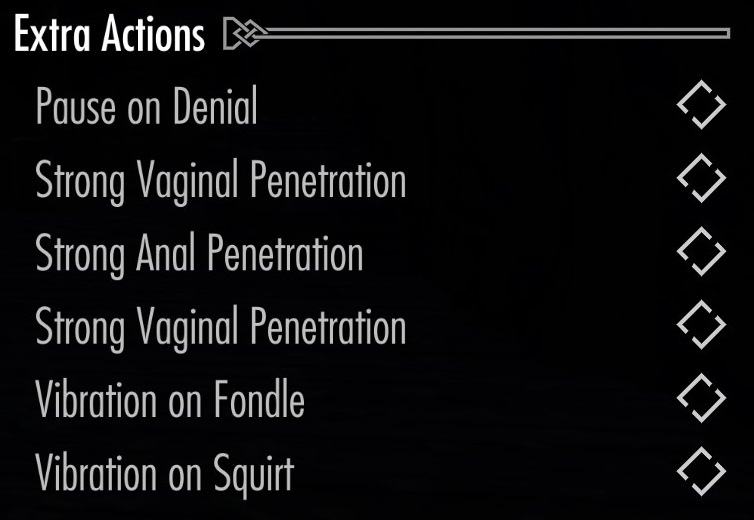 Extra Actions
Pause on Denial
Strong Vaginal Penetration
Strong Anal Penetration
Strong Vaginal Penetration
Vibration on Fondle
Vibration on Squirt